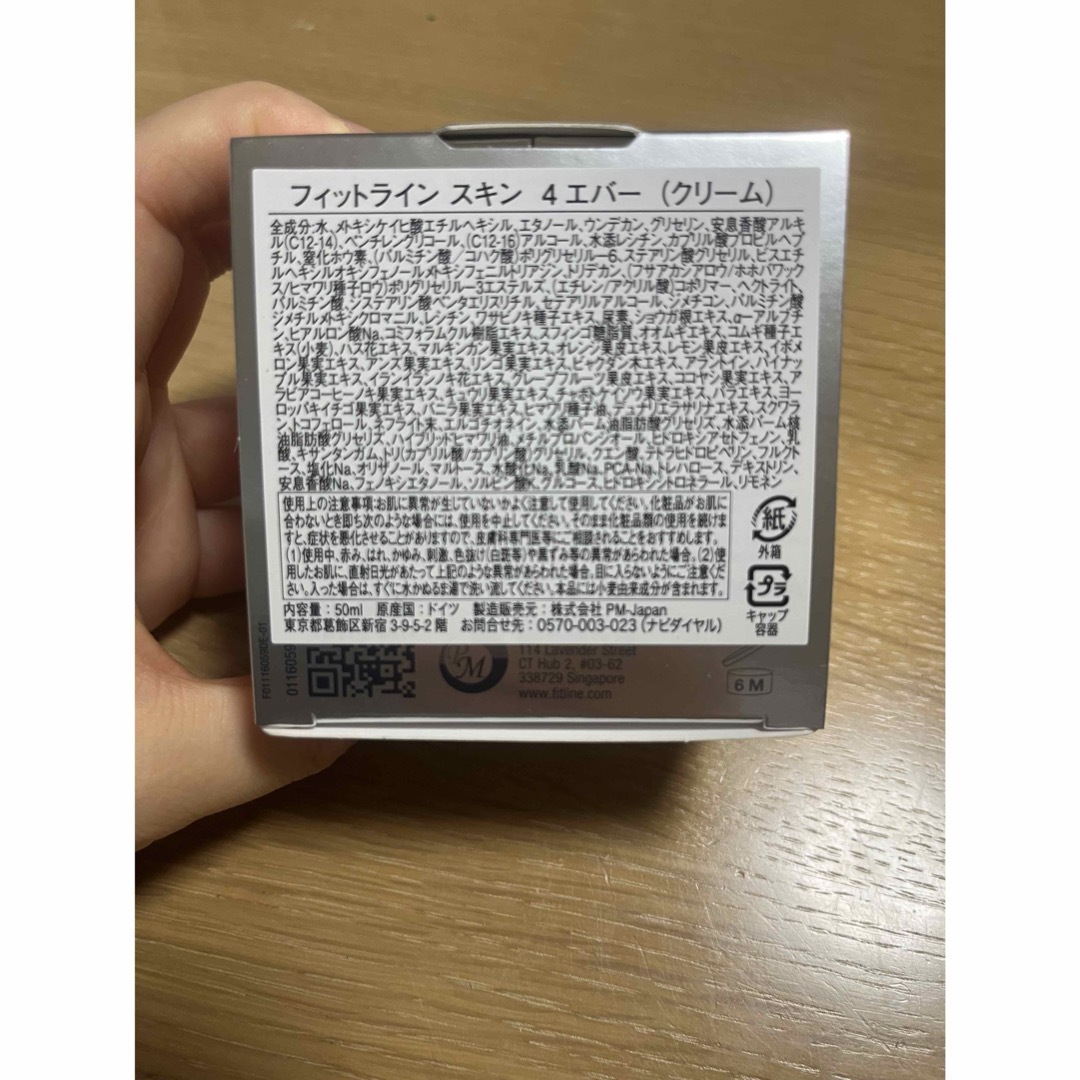 フィットライン スキン 4エバー (クリーム)
全成分:水、メトキシケイヒ酸エチルヘキシル、エタノール、ウンデカン、グリセリン、安息香酸アルキ
ル(C12-14)、ペンチレングリコール、(C12-16)アルコール、水添レシチン、カプリル酸プロピルヘプ
チル、窒化ホウ素、(パルミチン酸/コハク酸)ポリグリセリル-6、ステアリン酸グリセリル、ビスエチ
ルヘキシルオキシフェノールメトキシフェニルトリアジン、トリデカン、(フサアカシアロウ/ホホバワックス
/ヒマワリ種子ロウ)ポリグリセリル-3エステルズ、(エチレン/アクリル酸)コポリマー、ヘクトライト、
パルミチン酸、ジステアリン酸ペンタエリスリチル、セテアリルアルコール、ジメチコン、パルミチン酸
ジメチルメトキシクロマニル、レシチン、ワサビノキ種子エキス、尿素、ショウガ根エキス、α-アルブチ
ン、ヒアルロン酸Na、コミフォラムクル樹脂エキス、スフィンゴ糖脂質、オオムギエキス、コムギ種子エ
キス(小麦)、ハス花エキス、マルキンカン果実エキス、オレンジ果皮エキス、レモン果皮エキス、イポメ
ロン果実エキス、アンズ果実エキス、リンゴ果実エキス、ビャクダン木エキス、アラントイン、パイナッ
プル果実エキス、イランイランノキ花エキス、グレープフルーツ果皮エキス、ココヤシ果実エキス、ア
ラビアコーヒーノキ果実エキス、キュウリ果実エキス、チャボトケイソウ果実エキス、バラエキス、ヨー
ロッパキイチゴ果実エキス、バニラ果実エキス、ヒマワリ種子油、デュナリエラサリナエキス、スクワラ
ン、トコフェロール、ネフライト末、エルゴチオネイン、水添パーム油脂肪酸グリセリズ、水添パーム核
油脂肪酸グリセリズ、ハイブリッドヒマワリ油、メチルプロパンジオール、ヒドロキシアセトフェノン、乳
酸、キサンタンガム、トリ(カプリル酸/カプリン酸)グリセリル、クエン酸、テトラヒドロピペリン、フルクト
ース、塩化Na、オリザノール、マルトース、水酸化Na、乳酸Na、PCA-Na、トレハロース、デキストリン、
安息香酸Na、フェノキシエタノール、ソルビン酸K、グルコース、ヒドロキシシトロネラール、リモネン
使用上の注意事項:お肌に異常が生じていないかよく注意して使用してください。化粧品がお肌に
合わないとき即ち次のような場合には、使用を中止してください。そのまま化粧品類の使用を続けま
すと、症状を悪化させることがありますので、皮膚科専門医等にご相談されることをおすすめします。
(1)使用中、赤み、はれ、かゆみ、刺激、色抜け(白斑等)や黒ずみ等の異常があらわれた場合、(2)使
用したお肌に、直射日光があたって上記のような異常があらわれた場合。目に入らないようにご注意くだ
さい。入った場合は、すぐに水かぬるま湯で洗い流してください。本品には小麦由来成分が含まれます。
内容量:50ml 原産国:ドイツ 製造販売元:株式会社 PM-Japan
東京都葛飾区新宿 3-9-5-2 階 お問合せ先:0570-003-023 (ナビダイヤル)
紙
外箱
プラ
キャップ
容器
F01116059DE-01
0116059
PM
114 Lavender Street
CT Hub 2, #03-62
338729 Singapore
www.fitline.com
6 M